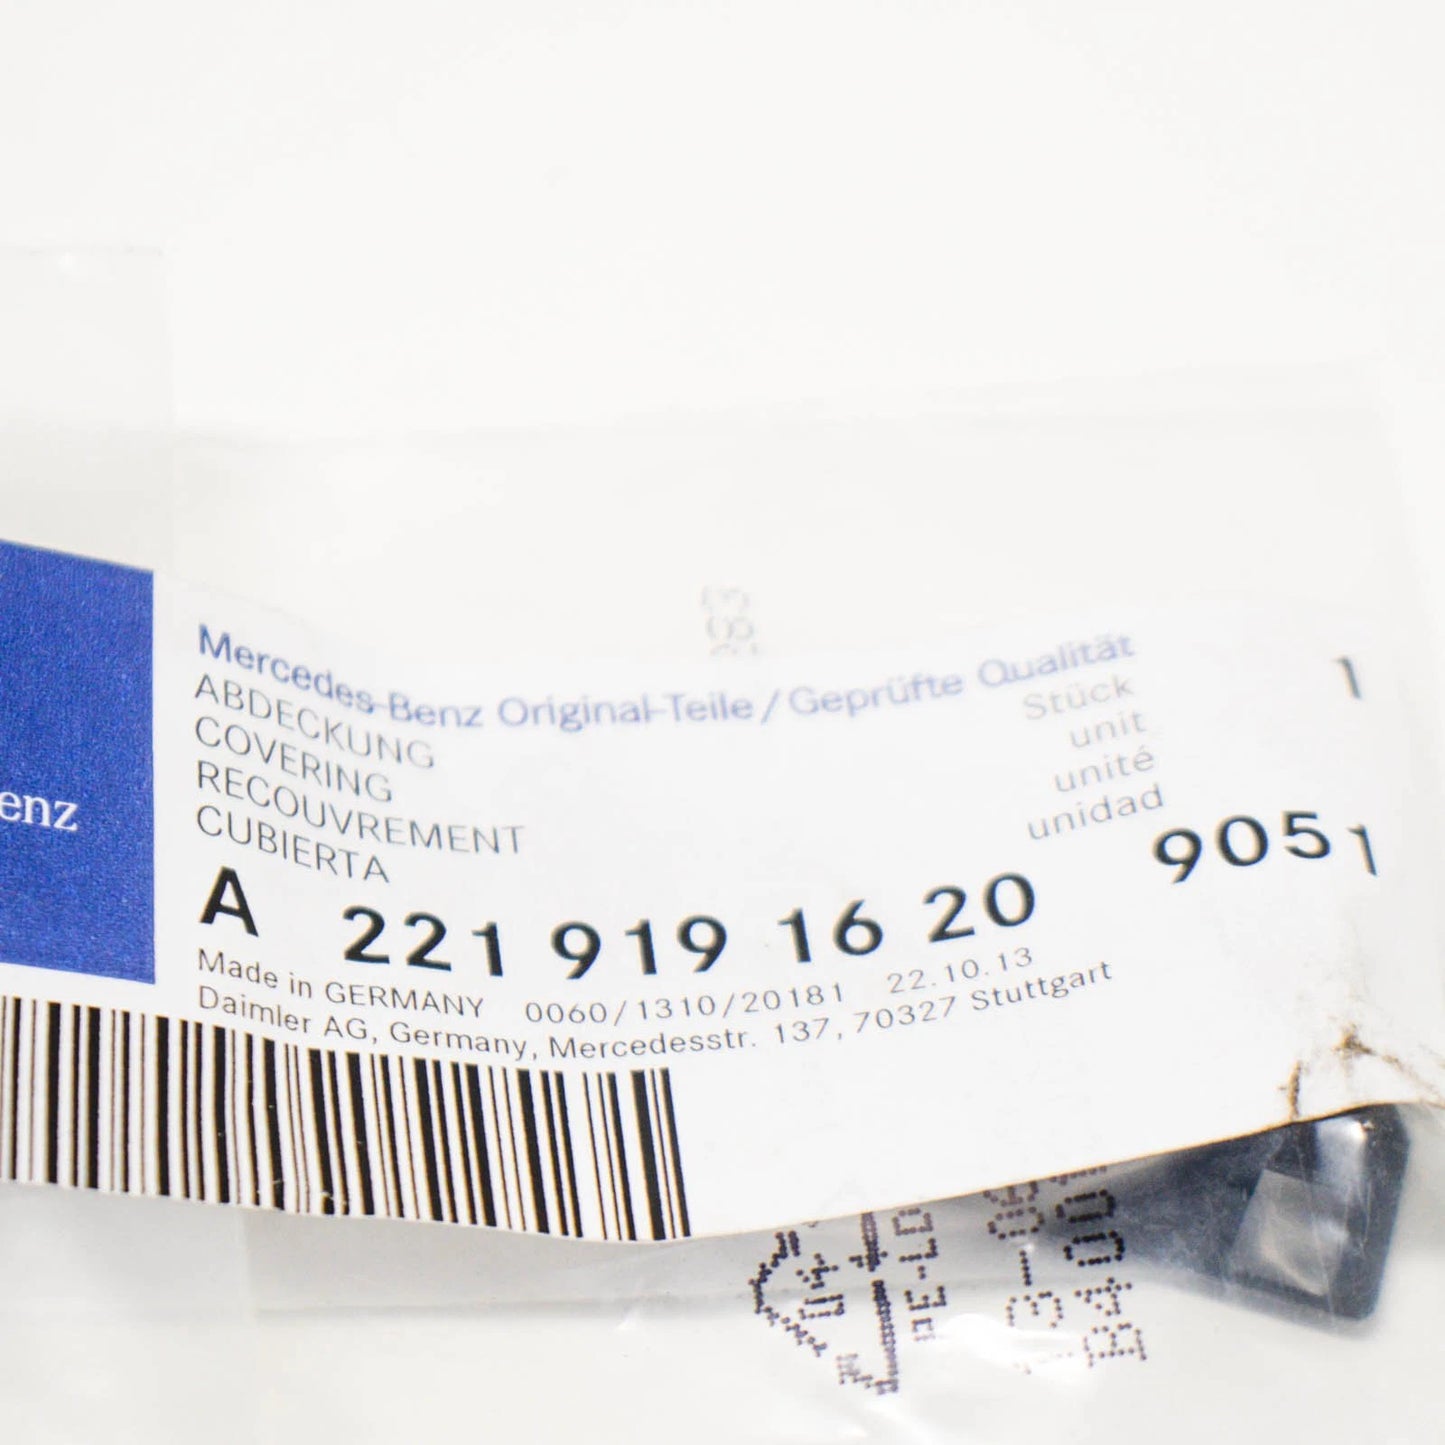 enz
Mercedes-Benz Original-Teile/Geprüfte Qualität
ABDECKUNG Stück 1
COVERING unit
RECOUVREMENT unité
CUBIERTA unidad
A 221 919 16 20 9051
Made in GERMANY 0060/1310/20181 22.10.13
Daimler AG, Germany, Mercedesstr. 137, 70327 Stuttgart